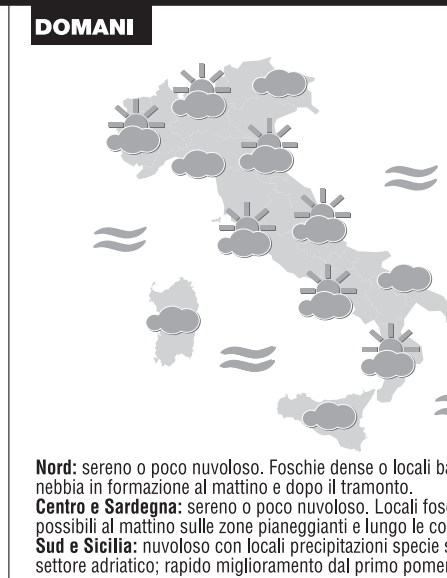 DOMANI
Nord: sereno o poco nuvoloso. Foschie dense o locali
nebbia in formazione al mattino e dopo il tramonto.
Centro e Sardegna: sereno o poco nuvoloso. Locali
possibili al mattino sulle zone pianeggianti e lungo le
Sud e Sicilia: nuvoloso con locali precipitazioni specie
settore adriatico; rapido miglioramento dal primo